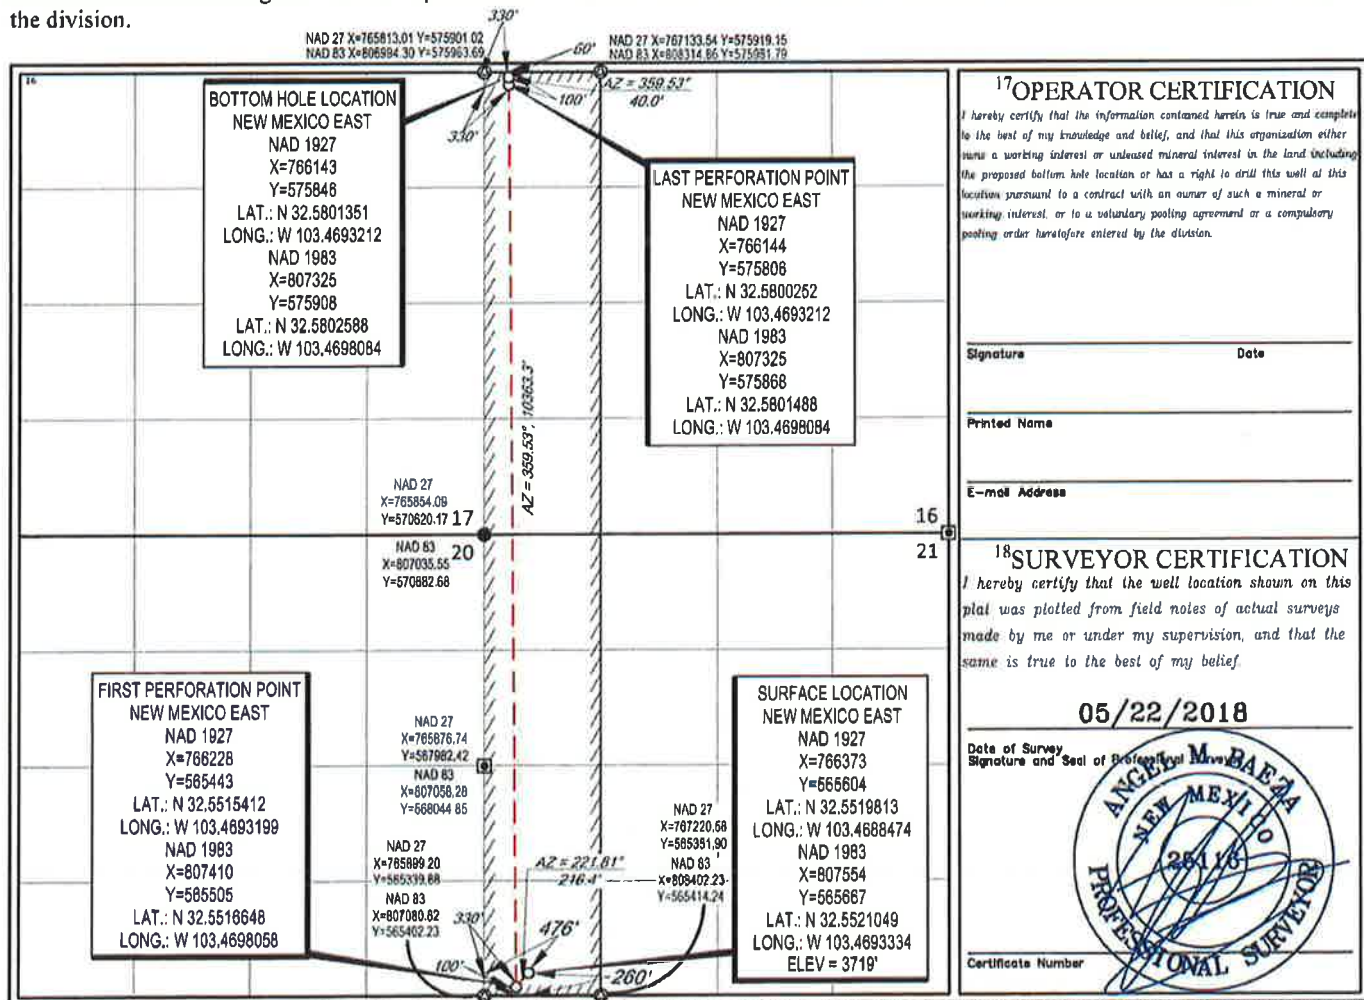 the division.
330'
NAD 27 X=765813.01 Y=575901.02
NAD 83 X=806994.30 Y=575963.69
60'
NAD 27 X=767133.54 Y=575919.15
NAD 83 X=808314.86 Y=575981.79
16
BOTTOM HOLE LOCATION
NEW MEXICO EAST
NAD 1927
X=766143
Y=575846
LAT.: N 32.5801351
LONG.: W 103.4693212
NAD 1983
X=807325
Y=575908
LAT.: N 32.5802588
LONG.: W 103.4698084
AZ = 359.53°
40.0'
100'
330'
LAST PERFORATION POINT
NEW MEXICO EAST
NAD 1927
X=766144
Y=575806
LAT.: N 32.5800252
LONG.: W 103.4693212
NAD 1983
X=807325
Y=575868
LAT.: N 32.5801488
LONG.: W 103.4698084
AZ = 359.53°, 10363.3'
NAD 27
X=765854.09
Y=570620.17
17
16
20
21
NAD 83
X=807035.55
Y=570682.68
FIRST PERFORATION POINT
NEW MEXICO EAST
NAD 1927
X=766228
Y=565443
LAT.: N 32.5515412
LONG.: W 103.4693199
NAD 1983
X=807410
Y=565505
LAT.: N 32.5516648
LONG.: W 103.4698058
NAD 27
X=765876.74
Y=567982.42
NAD 83
X=807058.28
Y=568044.85
NAD 27
X=765899.20
Y=565339.88
NAD 83
X=807080.82
Y=565402.23
AZ = 221.81°
216.4'
330'
476'
100'
260'
NAD 27
X=767220.58
Y=565351.90
NAD 83
X=808402.23
Y=565414.24
SURFACE LOCATION
NEW MEXICO EAST
NAD 1927
X=766373
Y=565604
LAT.: N 32.5519813
LONG.: W 103.4688474
NAD 1983
X=807554
Y=565667
LAT.: N 32.5521049
LONG.: W 103.4693334
ELEV = 3719'
17 OPERATOR CERTIFICATION
I hereby certify that the information contained herein is true and complete
to the best of my knowledge and belief, and that this organization either
owns a working interest or unleased mineral interest in the land including
the proposed bottom hole location or has a right to drill this well at this
location pursuant to a contract with an owner of such a mineral or
working interest, or to a voluntary pooling agreement or a compulsory
pooling order heretofore entered by the division.
Signature Date
Printed Name
E-mail Address
18 SURVEYOR CERTIFICATION
I hereby certify that the well location shown on this
plat was plotted from field notes of actual surveys
made by me or under my supervision, and that the
same is true to the best of my belief.
05/22/2018
Date of Survey
Signature and Seal of Professional Surveyor
ANGEL M. BAEZA
NEW MEXICO
25116
PROFESSIONAL SURVEYOR
Certificate Number